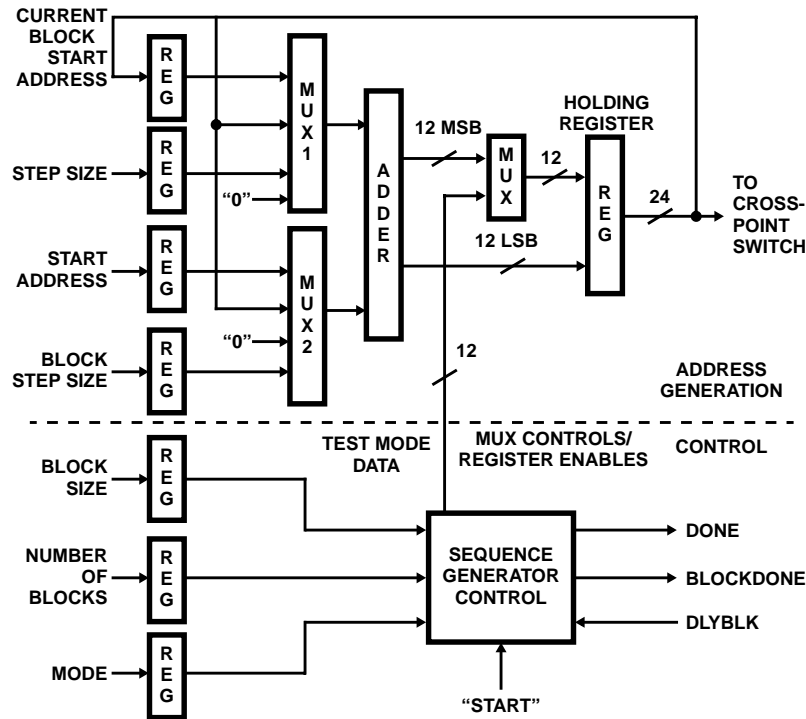 CURRENT
BLOCK
START
ADDRESS
REG
MUX1
STEP SIZE
REG
"0"
START
ADDRESS
REG
MUX2
"0"
BLOCK
STEP SIZE
REG
ADDER
12 MSB
MUX
12
HOLDING
REGISTER
REG
24
TO
CROSS-
POINT
SWITCH
12 LSB
12
ADDRESS
GENERATION
TEST MODE
DATA
MUX CONTROLS/
REGISTER ENABLES
CONTROL
BLOCK
SIZE
REG
NUMBER
OF
BLOCKS
REG
MODE
REG
SEQUENCE
GENERATOR
CONTROL
DONE
BLOCKDONE
DLYBLK
"START"